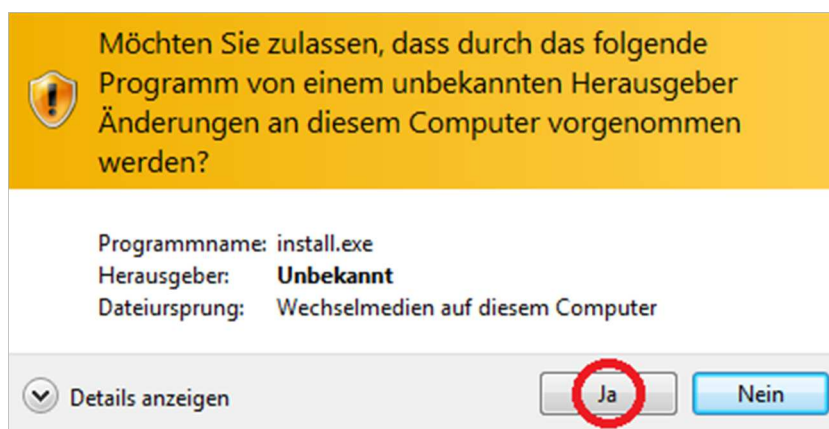 Möchten Sie zulassen, dass durch das folgende
Programm von einem unbekannten Herausgeber
Änderungen an diesem Computer vorgenommen
werden?
Programmname: install.exe
Herausgeber: Unbekannt
Dateiursprung: Wechselmedien auf diesem Computer
Details anzeigen Ja Nein